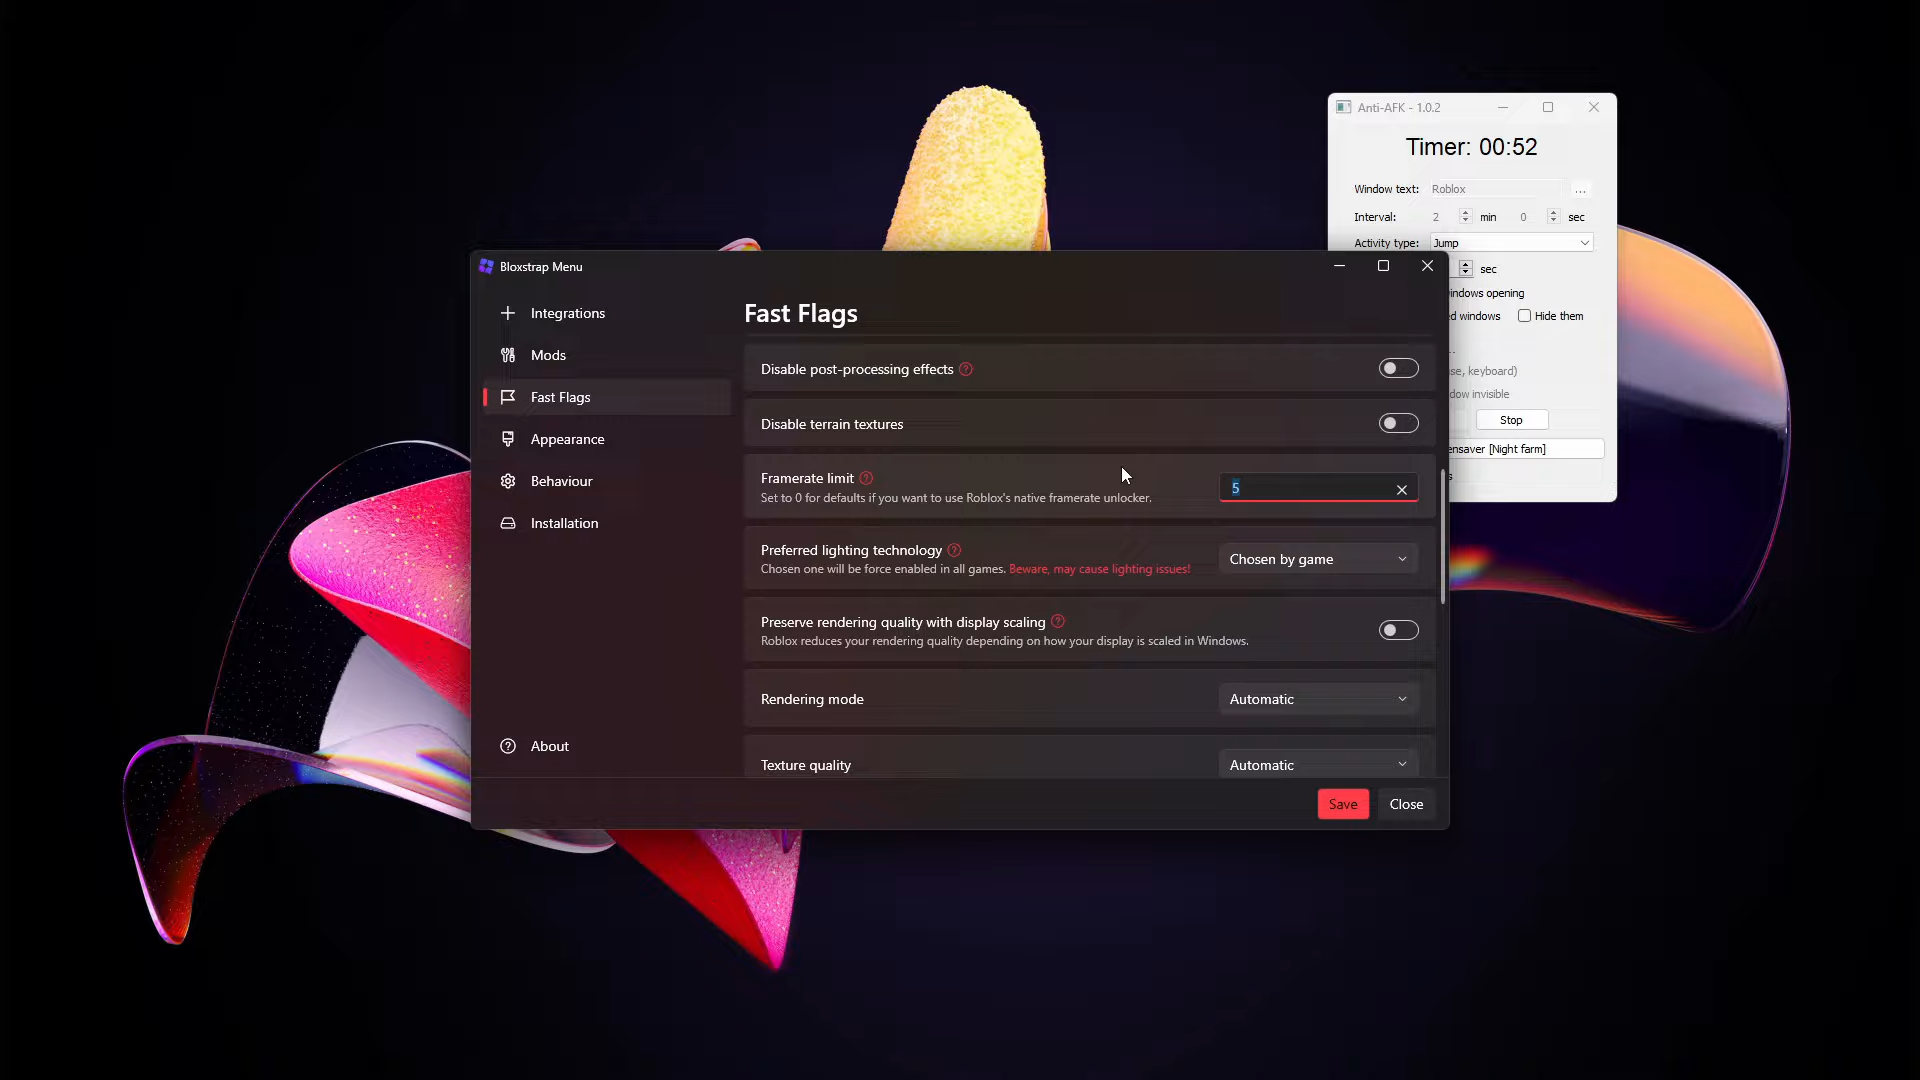 Anti-AFK - 1.0.2
Timer: 00:52
Window text: Roblox ...
Interval: 2 min 0 sec
Activity type: Jump
sec
indows opening
d windows Hide them
se, keyboard)
dow invisible
Stop
ensaver [Night farm]
s
Bloxstrap Menu
Integrations
Mods
Fast Flags
Appearance
Behaviour
Installation
About
Fast Flags
Disable post-processing effects
Disable terrain textures
Framerate limit
Set to 0 for defaults if you want to use Roblox's native framerate unlocker.
5
Preferred lighting technology
Chosen one will be force enabled in all games. Beware, may cause lighting issues!
Chosen by game
Preserve rendering quality with display scaling
Roblox reduces your rendering quality depending on how your display is scaled in Windows.
Rendering mode
Automatic
Texture quality
Automatic
Save
Close